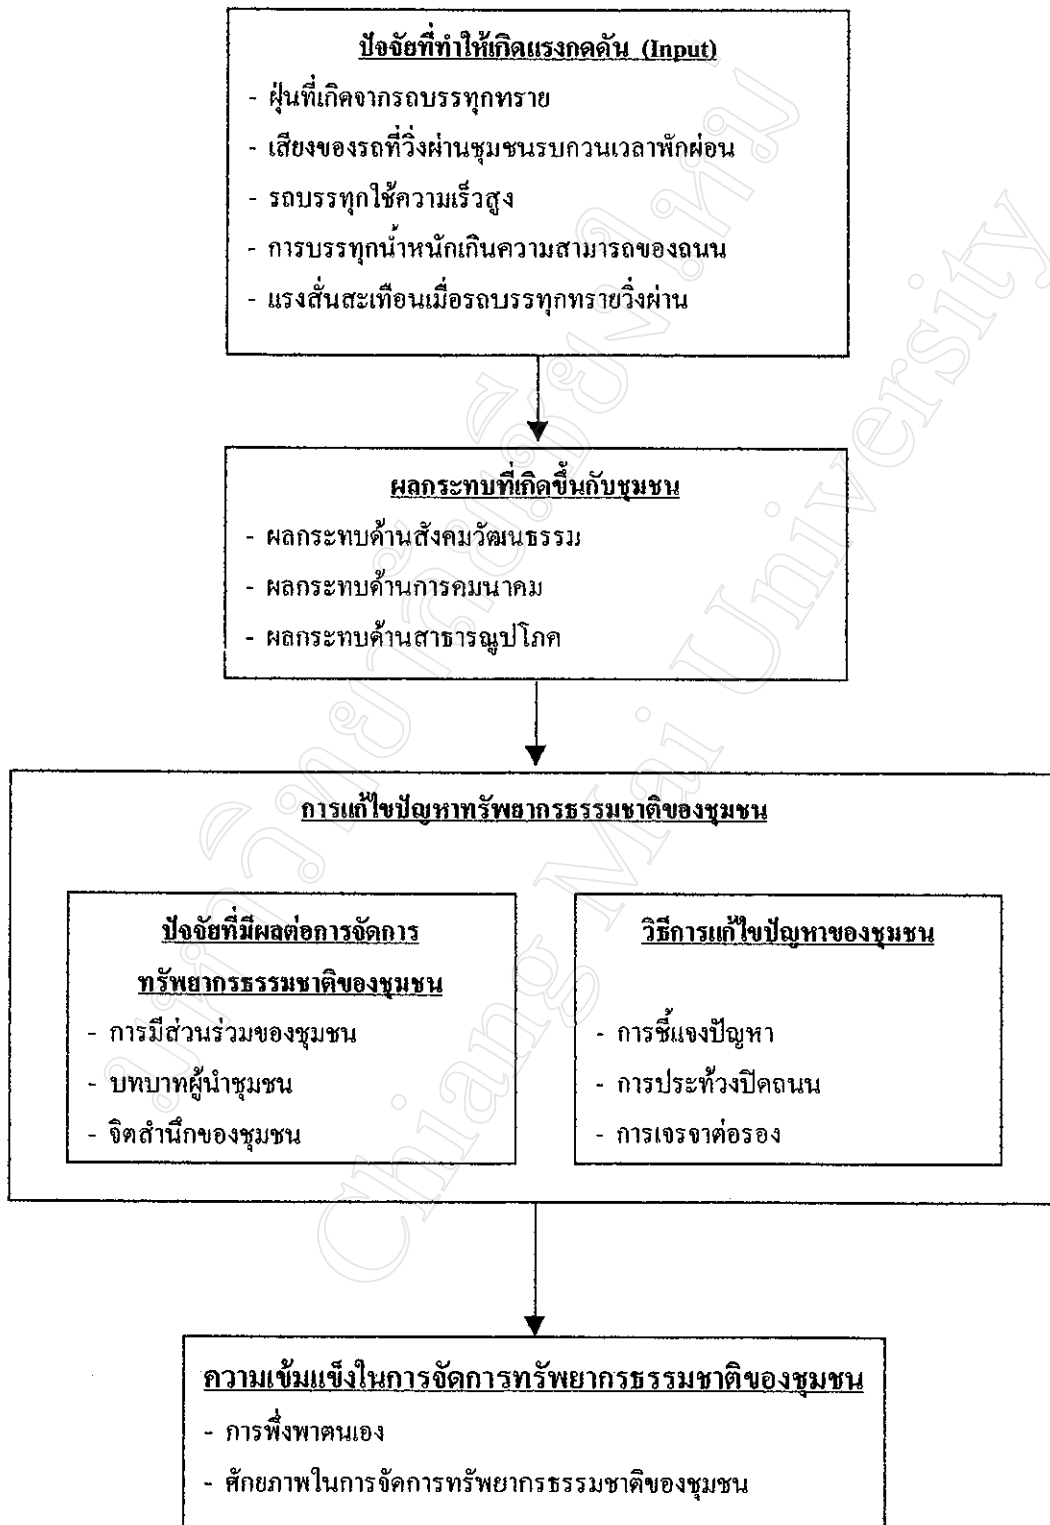 ปัจจัยที่ทำให้เกิดแรงกดดัน (Input)
- ฝุ่นที่เกิดจากรถบรรทุกทราย
- เสียงของรถที่วิ่งผ่านชุมชนรบกวนเวลาพักผ่อน
- รถบรรทุกใช้ความเร็วสูง
- การบรรทุกน้ำหนักเกินความสามารถของถนน
- แรงสั่นสะเทือนเมื่อรถบรรทุกทรายวิ่งผ่าน
ผลกระทบที่เกิดขึ้นกับชุมชน
- ผลกระทบด้านสังคมวัฒนธรรม
- ผลกระทบด้านการคมนาคม
- ผลกระทบด้านสาธารณูปโภค
การแก้ไขปัญหาทรัพยากรธรรมชาติของชุมชน
ปัจจัยที่มีผลต่อการจัดการ
ทรัพยากรธรรมชาติของชุมชน
- การมีส่วนร่วมของชุมชน
- บทบาทผู้นำชุมชน
- จิตสำนึกของชุมชน
วิธีการแก้ไขปัญหาของชุมชน
- การชี้แจงปัญหา
- การประท้วงปิดถนน
- การเจรจาต่อรอง
ความเข้มแข็งในการจัดการทรัพยากรธรรมชาติของชุมชน
- การพึ่งพาตนเอง
- ศักยภาพในการจัดการทรัพยากรธรรมชาติของชุมชน
มหาวิทยาลัยเชียงใหม่
Chiang Mai University